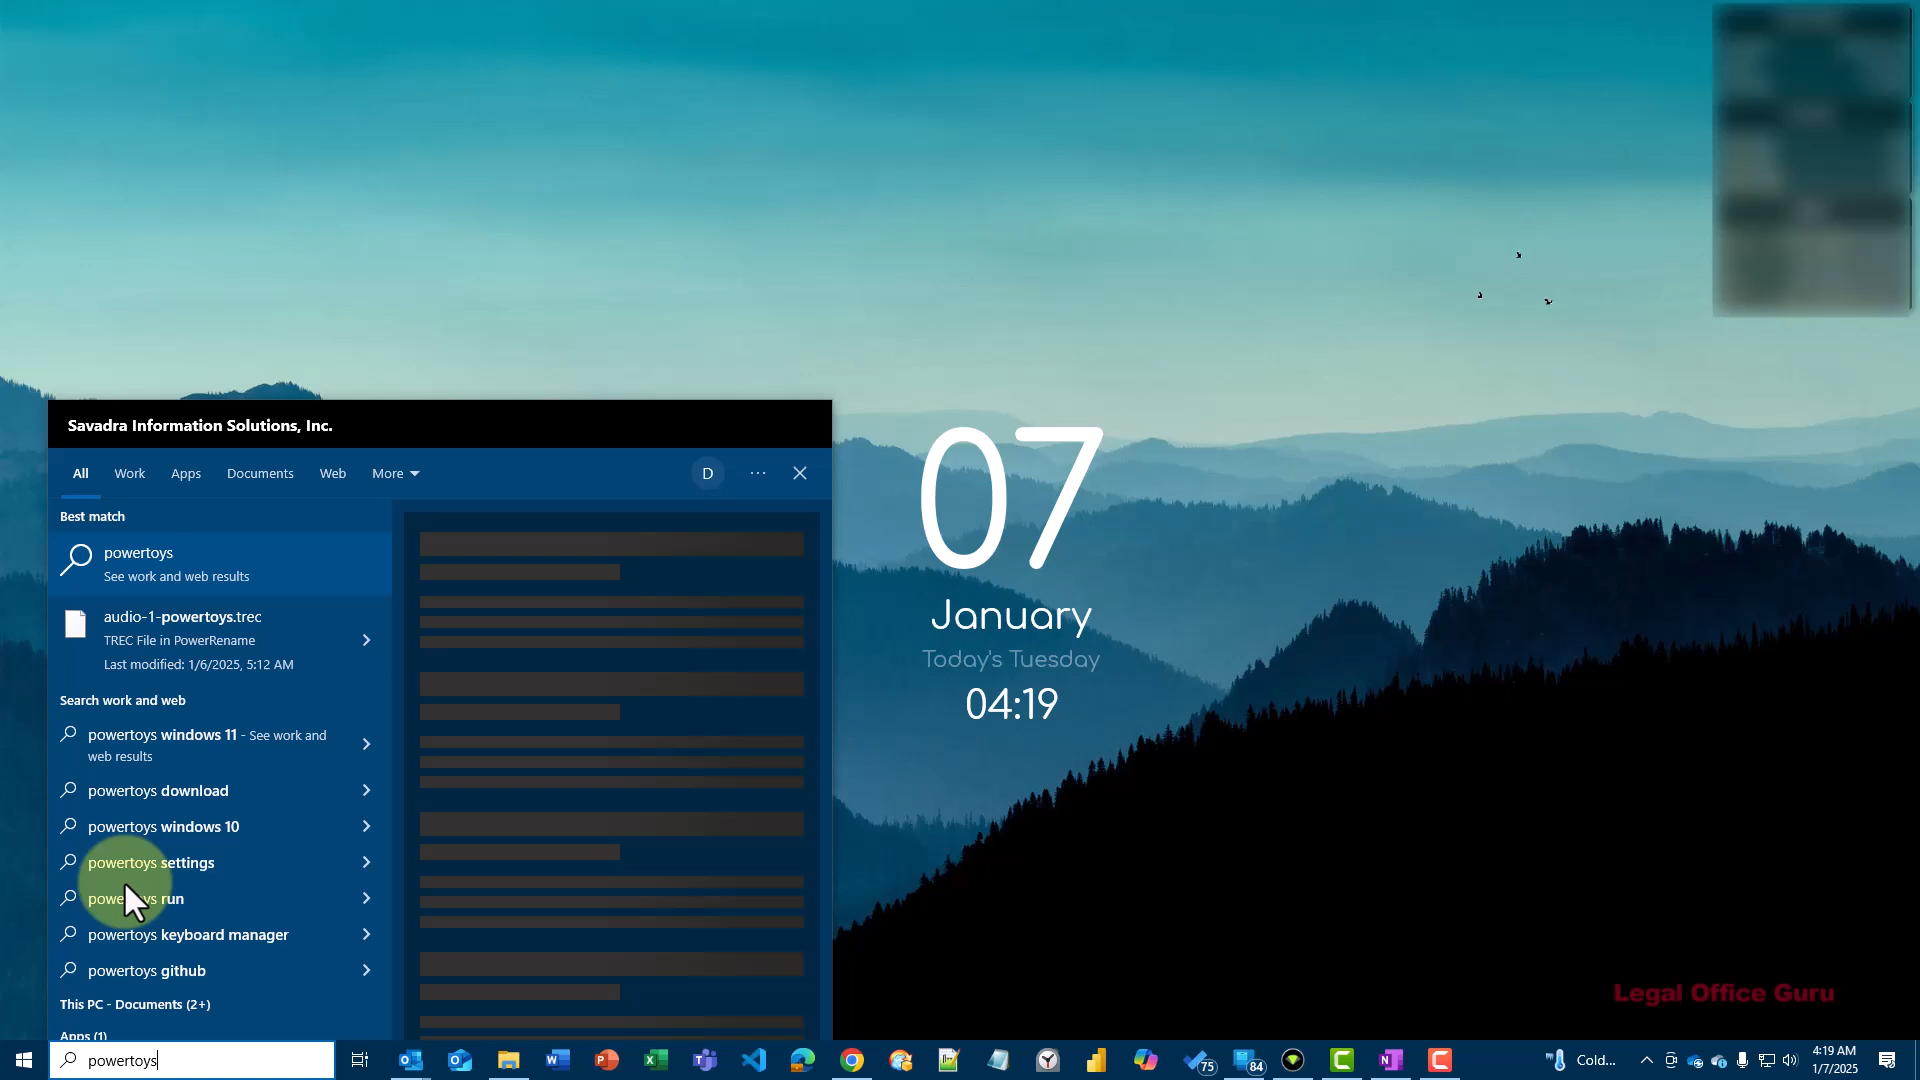 07
January
Today's Tuesday
04:19
Savadra Information Solutions, Inc.
All Work Apps Documents Web More D ...
Best match
powertoys
See work and web results
audio-1-powertoys.trec
TREC File in PowerRename
Last modified: 1/6/2025, 5:12 AM
Search work and web
powertoys windows 11 - See work and
web results
powertoys download
powertoys windows 10
powertoys settings
powertoys run
powertoys keyboard manager
powertoys github
This PC - Documents (2+)
Apps (1)
Legal Office Guru
powertoys
75
84
Cold...
4:19 AM
1/7/2025